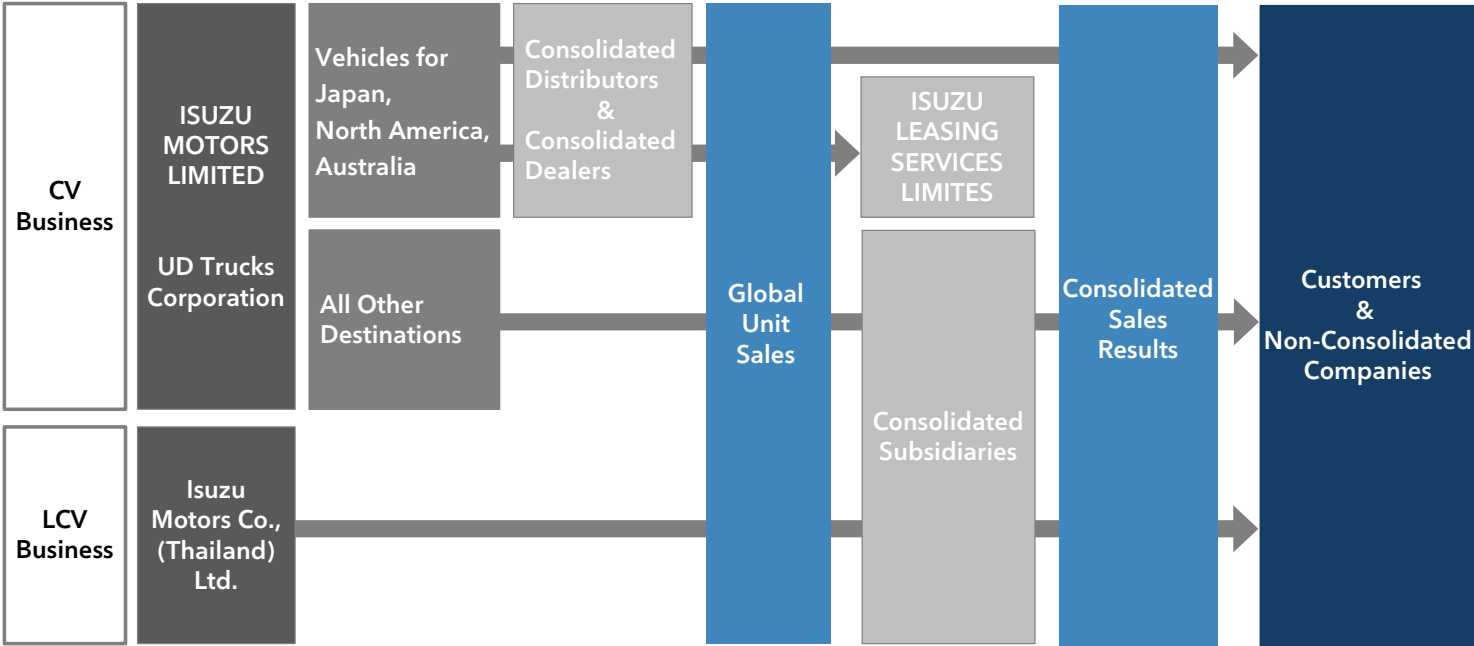 CV
Business
ISUZU
MOTORS
LIMITED
UD Trucks
Corporation
Vehicles for
Japan,
North America,
Australia
Consolidated
Distributors
&
Consolidated
Dealers
All Other
Destinations
Global
Unit
Sales
ISUZU
LEASING
SERVICES
LIMITES
Consolidated
Subsidiaries
Consolidated
Sales
Results
Customers
&
Non-Consolidated
Companies
LCV
Business
Isuzu
Motors Co.,
(Thailand)
Ltd.